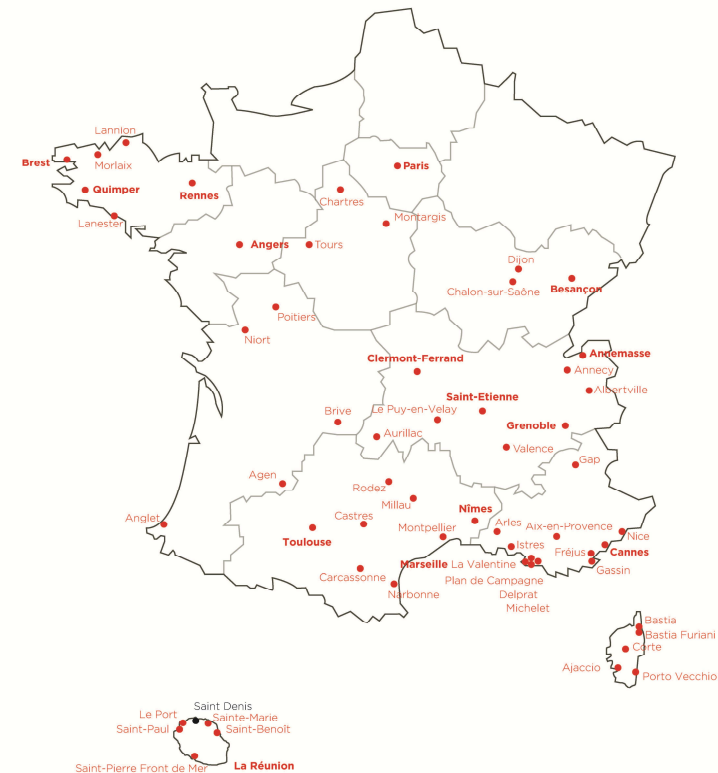 Lannion
Brest
Morlaix
Paris
Quimper
Rennes
Chartres
Lanester
Montargis
Angers
Tours
Dijon
Besançon
Chalon-sur-Saône
Poitiers
Niort
Annemasse
Clermont-Ferrand
Annecy
Albertville
Saint-Etienne
Brive
Le Puy-en-Velay
Grenoble
Aurillac
Valence
Gap
Agen
Rodez
Millau
Nîmes
Anglet
Castres
Arles
Montpellier
Aix-en-Provence
Nice
Toulouse
Istres
Fréjus
Cannes
Marseille La Valentine
Gassin
Carcassonne
Plan de Campagne
Narbonne
Delprat
Michelet
Bastia
Bastia Furiani
Corte
Ajaccio
Porto Vecchio
Saint Denis
Le Port
Sainte-Marie
Saint-Paul
Saint-Benoît
Saint-Pierre Front de Mer
La Réunion